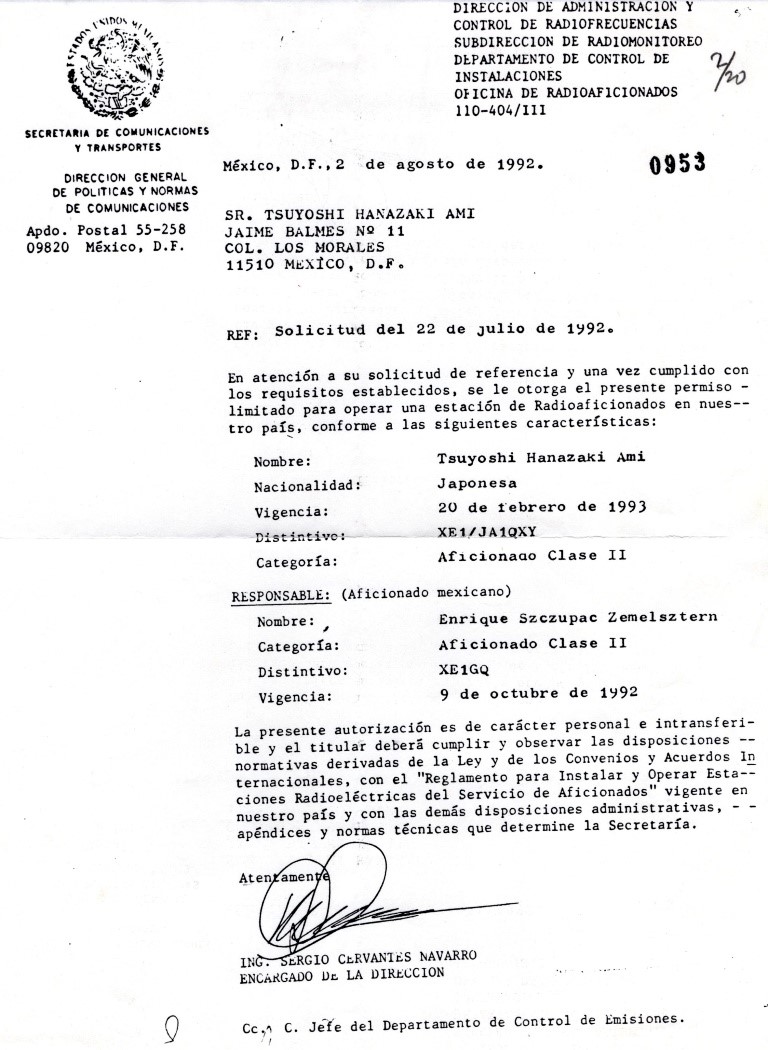 DIRECCION DE ADMINISTRACION Y
CONTROL DE RADIOFRECUENCIAS
SUBDIRECCION DE RADIOMONITOREO
DEPARTAMENTO DE CONTROL DE
INSTALACIONES
OFICINA DE RADIOAFICIONADOS
110-404/III
2/20
ESTADOS UNIDOS MEXICANOS
SECRETARIA DE COMUNICACIONES
Y TRANSPORTES
DIRECCION GENERAL
DE POLITICAS Y NORMAS
DE COMUNICACIONES
Apdo. Postal 55-258
09820 México, D.F.
México, D.F., 2 de agosto de 1992.
0953
SR. TSUYOSHI HANAZAKI AMI
JAIME BALMES Nº 11
COL. LOS MORALES
11510 MEXICO, D.F.
REF: Solicitud del 22 de julio de 1992.
En atención a su solicitud de referencia y una vez cumplido con
los requisitos establecidos, se le otorga el presente permiso -
limitado para operar una estación de Radioaficionados en nues--
tro país, conforme a las siguientes características:
Nombre: Tsuyoshi Hanazaki Ami
Nacionalidad: Japonesa
Vigencia: 20 de febrero de 1993
Distintivo: XE1/JA1QXY
Categoría: Aficionado Clase II
RESPONSABLE: (Aficionado mexicano)
Nombre: Enrique Szczupac Zemelsztern
Categoría: Aficionado Clase II
Distintivo: XE1GQ
Vigencia: 9 de octubre de 1992
La presente autorización es de carácter personal e intransferi-
ble y el titular deberá cumplir y observar las disposiciones --
normativas derivadas de la Ley y de los Convenios y Acuerdos In
ternacionales, con el "Reglamento para Instalar y Operar Esta--
ciones Radioeléctricas del Servicio de Aficionados" vigente en
nuestro país y con las demás disposiciones administrativas, - -
apéndices y normas técnicas que determine la Secretaría.
Atentamente
ING. SERGIO CERVANTES NAVARRO
ENCARGADO DE LA DIRECCION
Cc. C. Jefe del Departamento de Control de Emisiones.